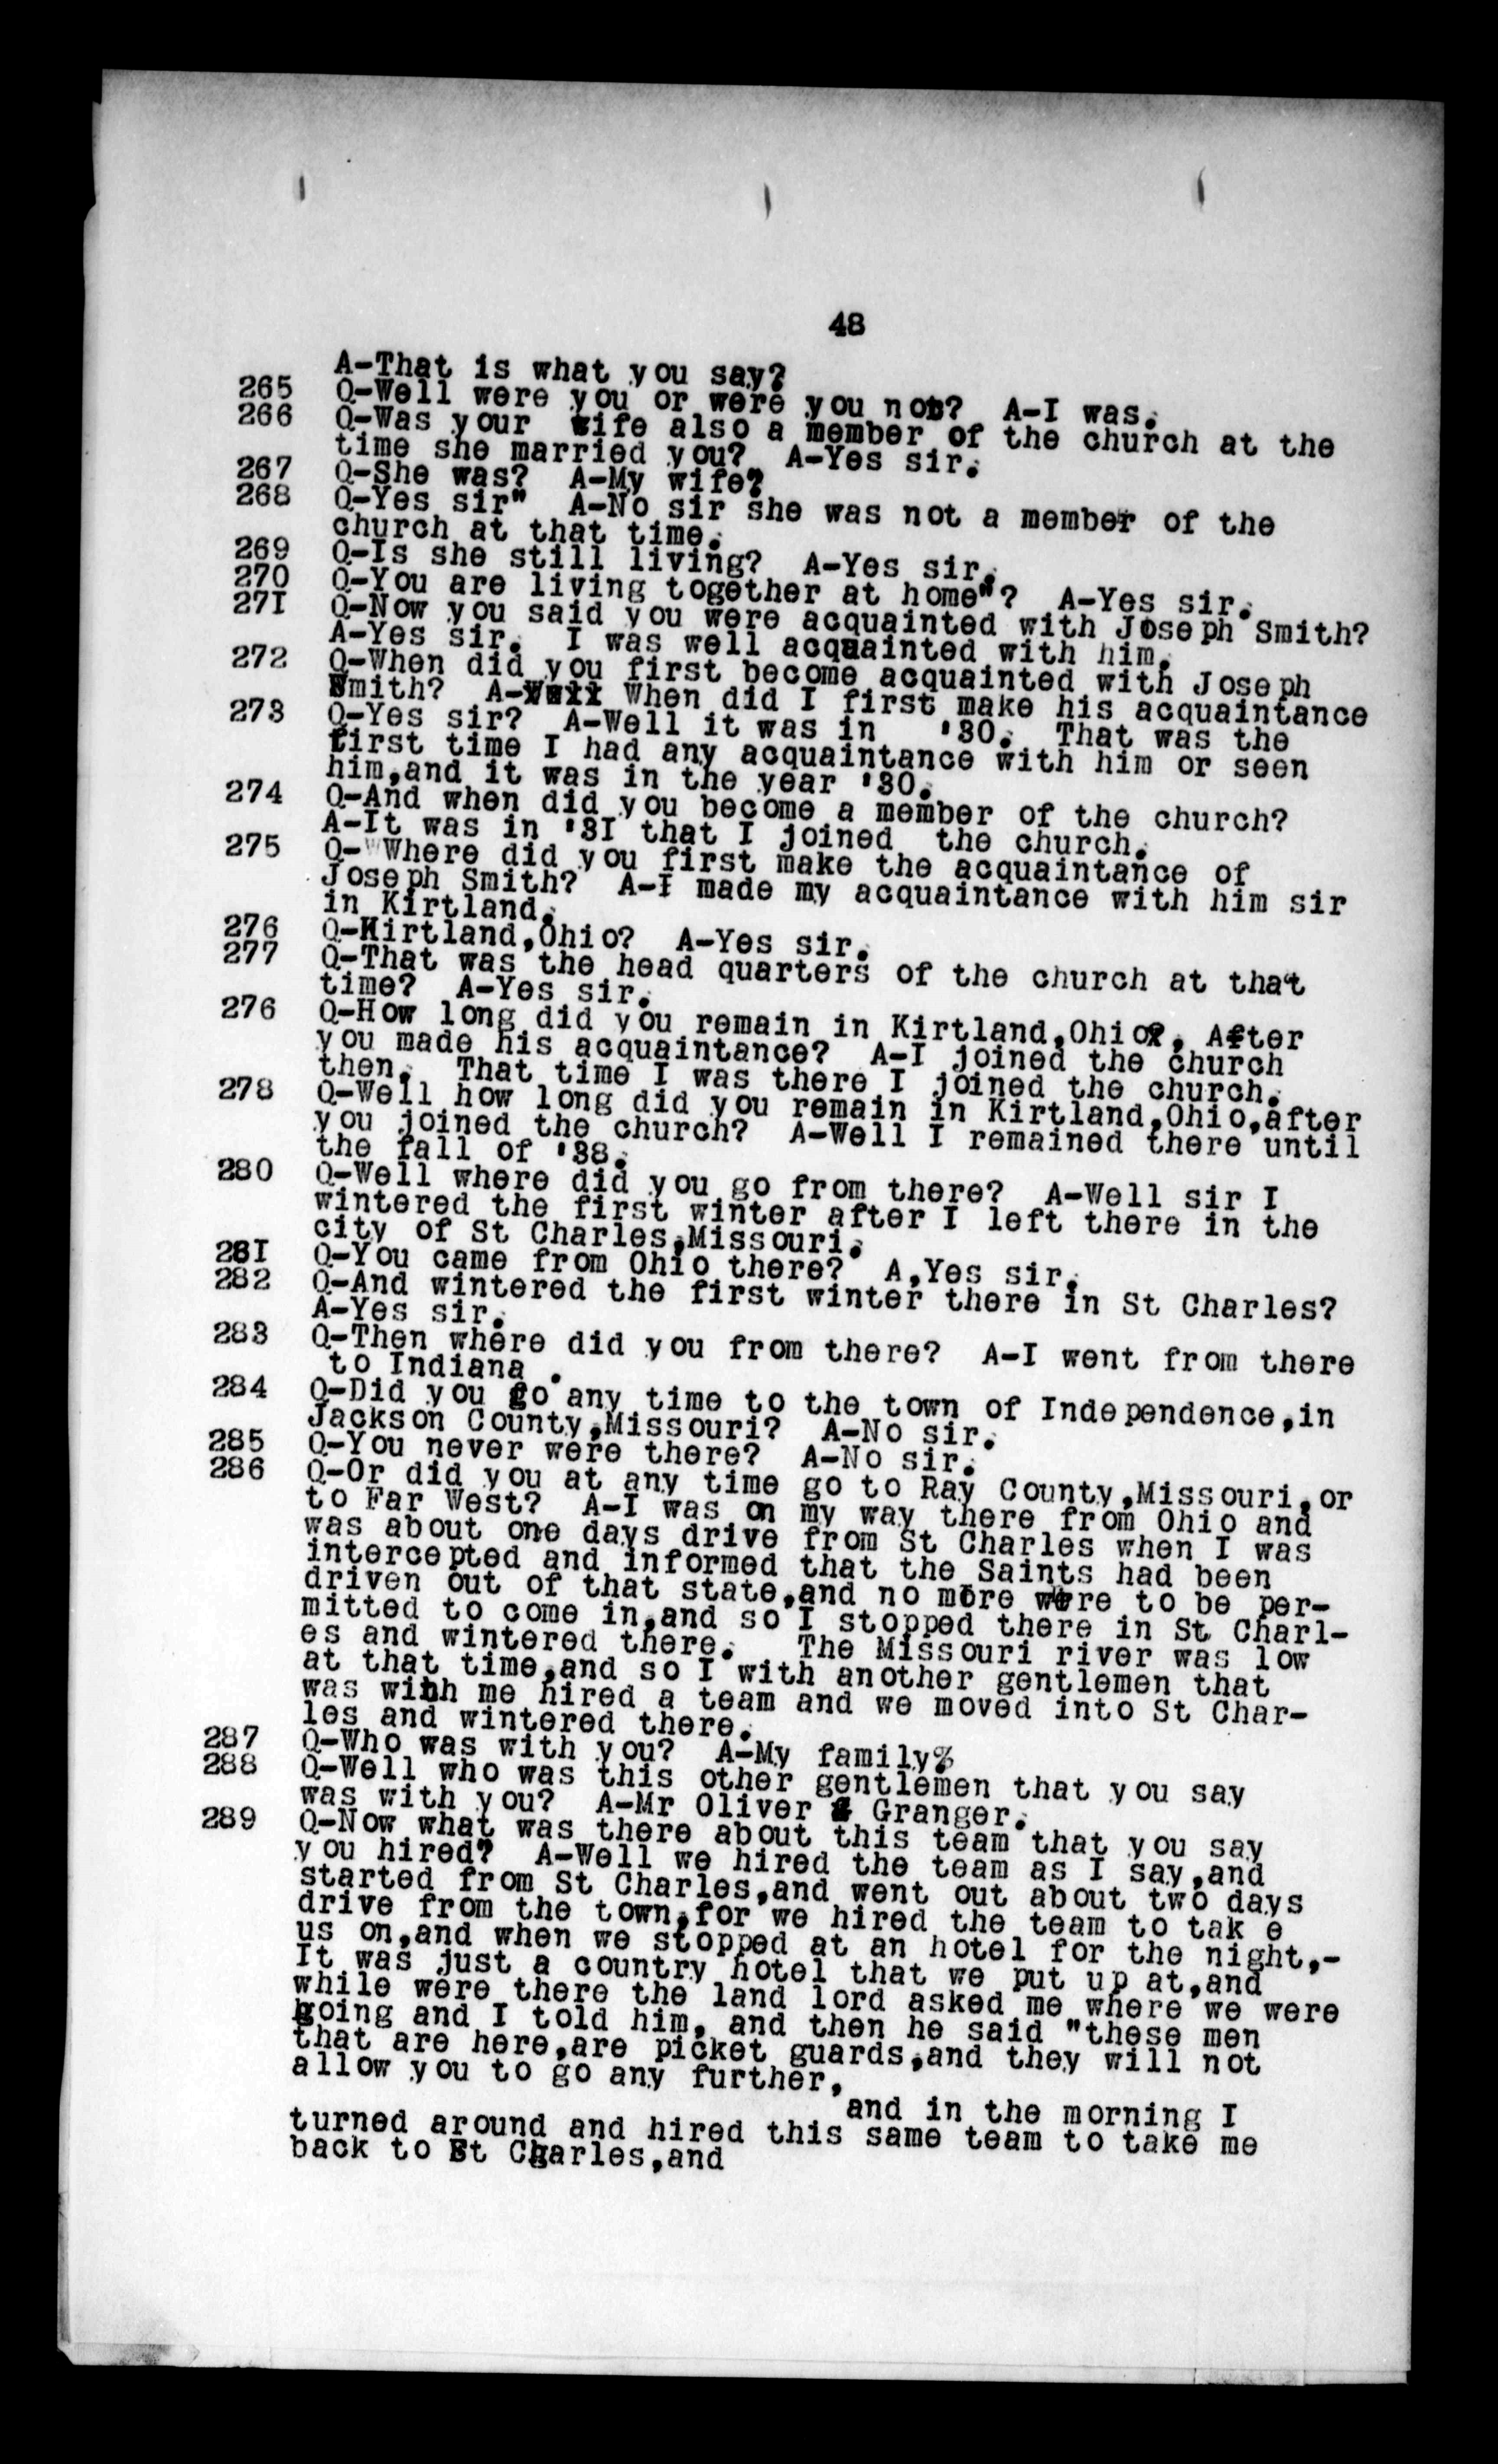 48
A-That is what you say?
265 Q-Well were you or were you not? A-I was.
266 Q-Was your wife also a member of the church at the
time she married you? A-Yes sir.
267 Q-She was? A-My wife?
268 Q-Yes sir" A-No sir she was not a member of the
church at that time.
269 Q-Is she still living? A-Yes sir.
270 Q-You are living together at home"? A-Yes sir.
271 Q-Now you said you were acquainted with Joseph Smith?
A-Yes sir. I was well acquainted with him.
272 Q-When did you first become acquainted with Joseph
Smith? A- When did I first make his acquaintance
273 Q-Yes sir? A-Well it was in '30. That was the
first time I had any acquaintance with him or seen
him,and it was in the year '30.
274 Q-And when did you become a member of the church?
A-It was in '3I that I joined the church.
275 Q-Where did you first make the acquaintance of
Joseph Smith? A-I made my acquaintance with him sir
in Kirtland.
276 Q-Kirtland,Ohio? A-Yes sir.
277 Q-That was the head quarters of the church at that
time? A-Yes sir.
276 Q-How long did you remain in Kirtland,Ohio?, After
you made his acquaintance? A-I joined the church
then. That time I was there I joined the church.
278 Q-Well how long did you remain in Kirtland,Ohio,after
you joined the church? A-Well I remained there until
the fall of '38.
280 Q-Well where did you go from there? A-Well sir I
wintered the first winter after I left there in the
city of St Charles,Missouri.
28I Q-You came from Ohio there? A,Yes sir.
282 Q-And wintered the first winter there in St Charles?
A-Yes sir.
283 Q-Then where did you from there? A-I went from there
to Indiana .
284 Q-Did you go any time to the town of Independence,in
Jackson County,Missouri? A-No sir.
285 Q-You never were there? A-No sir.
286 Q-Or did you at any time go to Ray County,Missouri,or
to Far West? A-I was on my way there from Ohio and
was about one days drive from St Charles when I was
intercepted and informed that the Saints had been
driven out of that state,and no more were to be per-
mitted to come in,and so I stopped there in St Charl-
es and wintered there. The Missouri river was low
at that time,and so I with another gentlemen that
was with me hired a team and we moved into St Char-
les and wintered there.
287 Q-Who was with you? A-My family%
288 Q-Well who was this other gentlemen that you say
was with you? A-Mr Oliver & Granger.
289 Q-Now what was there about this team that you say
you hired? A-Well we hired the team as I say,and
started from St Charles,and went out about two days
drive from the town,for we hired the team to tak e
us on,and when we stopped at an hotel for the night,-
It was just a country hotel that we put up at,and
while were there the land lord asked me where we were
going and I told him, and then he said "these men
that are here,are picket guards,and they will not
allow you to go any further,
and in the morning I
turned around and hired this same team to take me
back to St Charles,and